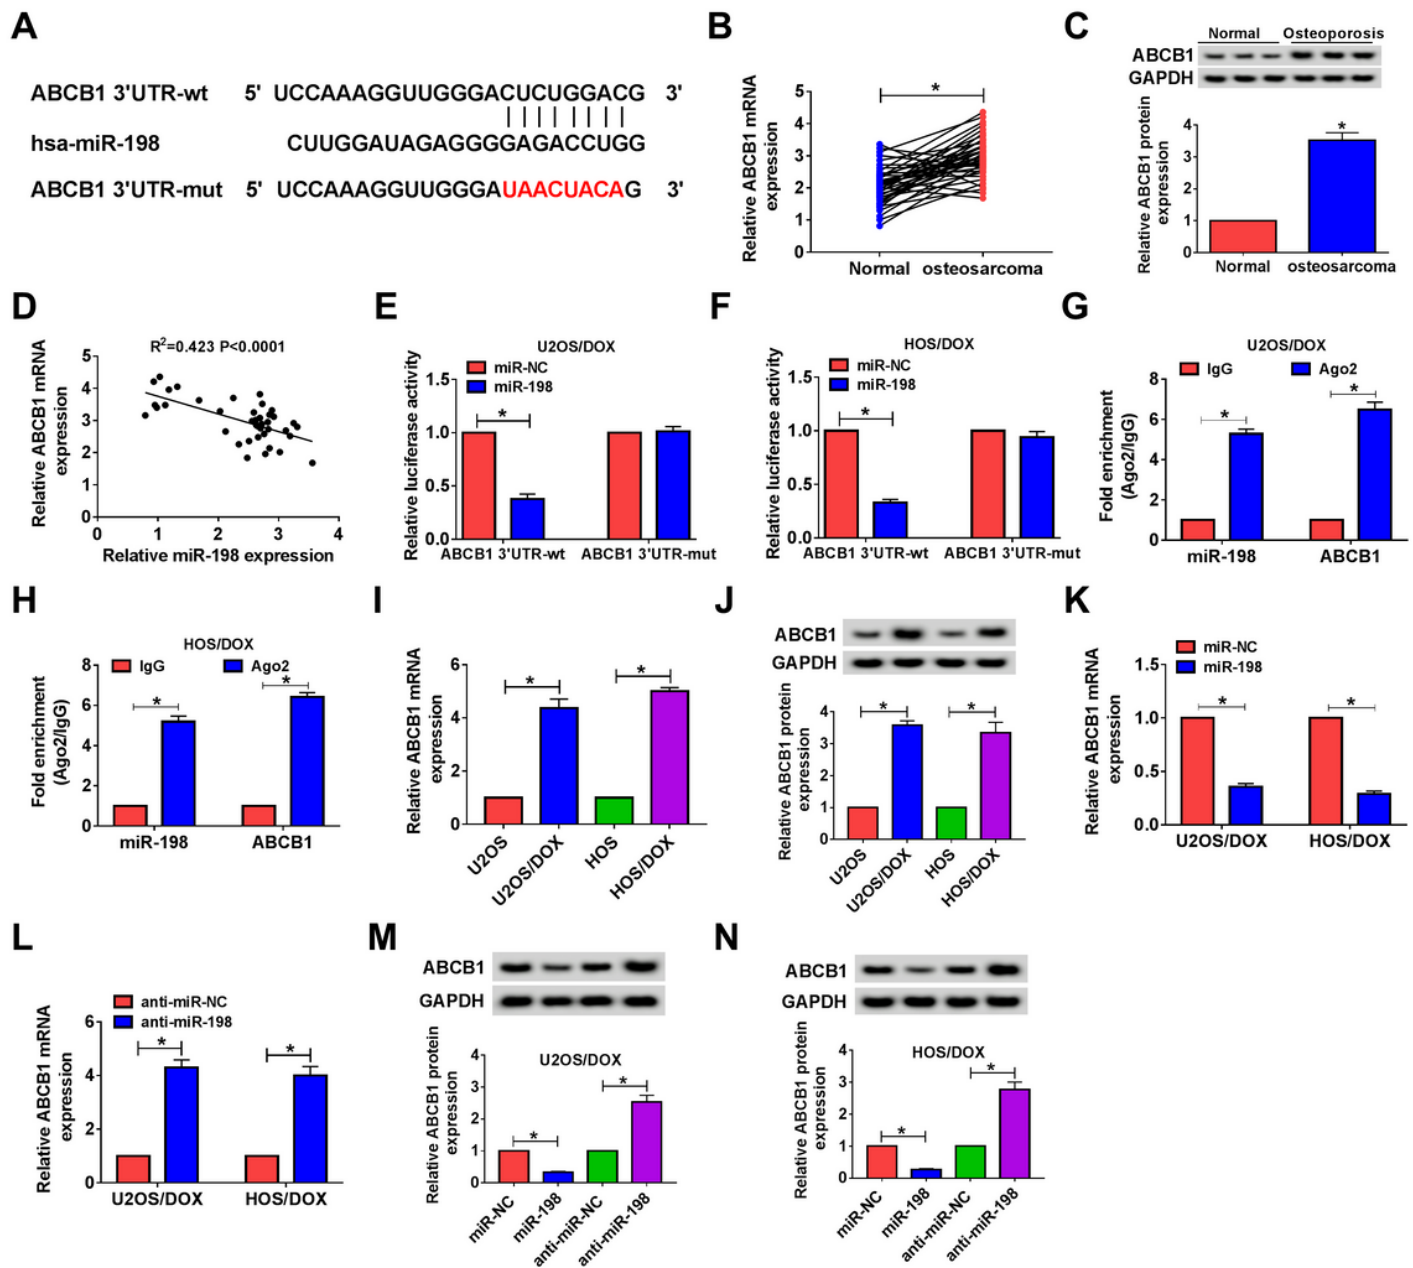 A
ABCB1 3'UTR-wt 5' UCCAAAGGUUGGGACUCUGGACG 3'
hsa-miR-198 CUUGGAUAGAGGGGAGACCUGG
ABCB1 3'UTR-mut 5' UCCAAAGGUUGGGAUAACUACAG 3'
B
Relative ABCB1 mRNA
expression
5
4
3
2
1
0
*
Normal osteosarcoma
C
Normal Osteoporosis
ABCB1
GAPDH
Relative ABCB1 protein
expression
4
3
2
1
0
*
Normal osteosarcoma
D
R²=0.423 P<0.0001
Relative ABCB1 mRNA
expression
5
4
3
2
1
0
0 1 2 3 4
Relative miR-198 expression
E
U2OS/DOX
miR-NC
miR-198
Relative luciferase activity
1.5
1.0
0.5
0.0
*
ABCB1 3'UTR-wt ABCB1 3'UTR-mut
F
HOS/DOX
miR-NC
miR-198
Relative luciferase activity
1.5
1.0
0.5
0.0
*
ABCB1 3'UTR-wt ABCB1 3'UTR-mut
G
U2OS/DOX
IgG Ago2
Fold enrichment
(Ago2/IgG)
8
6
4
2
0
* *
miR-198 ABCB1
H
HOS/DOX
IgG Ago2
Fold enrichment
(Ago2/IgG)
8
6
4
2
0
* *
miR-198 ABCB1
I
Relative ABCB1 mRNA
expression
6
4
2
0
* *
U2OS U2OS/DOX HOS HOS/DOX
J
ABCB1
GAPDH
Relative ABCB1 protein
expression
4
3
2
1
0
* *
U2OS U2OS/DOX HOS HOS/DOX
K
miR-NC
miR-198
Relative ABCB1 mRNA
expression
1.5
1.0
0.5
0.0
* *
U2OS/DOX HOS/DOX
L
anti-miR-NC
anti-miR-198
Relative ABCB1 mRNA
expression
6
4
2
0
* *
U2OS/DOX HOS/DOX
M
ABCB1
GAPDH
U2OS/DOX
Relative ABCB1 protein
expression
4
3
2
1
0
* *
miR-NC miR-198 anti-miR-NC anti-miR-198
N
ABCB1
GAPDH
HOS/DOX
Relative ABCB1 protein
expression
4
3
2
1
0
* *
miR-NC miR-198 anti-miR-NC anti-miR-198